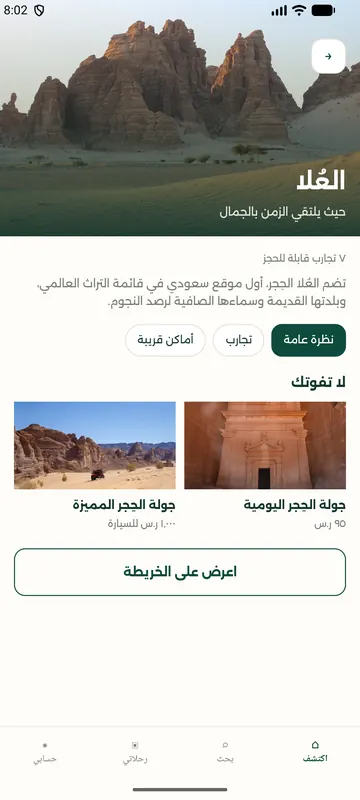 8:02
العُلا
حيث يلتقي الزمن بالجمال
٧ تجارب قابلة للحجز
تضم العُلا الحِجر، أول موقع سعودي في قائمة التراث العالمي،
وبلدتها القديمة وسماءها الصافية لرصد النجوم.
نظرة عامة
تجارب
أماكن قريبة
لا تفوتك
جولة الحِجر اليومية
٩٥ ر.س
جولة الحِجر المميزة
١,٠٠٠ ر.س للسيارة
اعرض على الخريطة
اكتشف
بحث
رحلاتي
حسابي